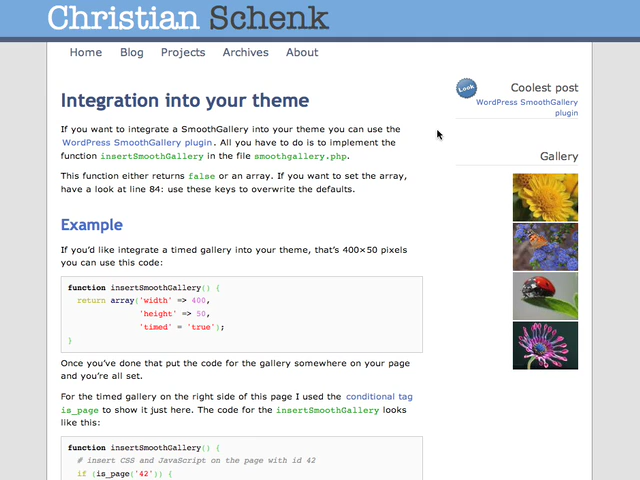 Christian Schenk
Home Blog Projects Archives About
Integration into your theme
If you want to integrate a SmoothGallery into your theme you can use the
WordPress SmoothGallery plugin. All you have to do is implement the
function insertSmoothGallery in the file smoothgallery.php.
This function either returns false or an array. If you want to set the array,
have a look at line 84: use these keys to overwrite the defaults.
Example
If you'd like integrate a timed gallery into your theme, that's 400×50 pixels
you can use this code:
function insertSmoothGallery() {
return array('width' => 400,
'height' => 50,
'timed' = 'true');
}
Once you've done that put the code for the gallery somewhere on your page
and you're all set.
For the timed gallery on the right side of this page I used the conditional tag
is_page to show it just here. The code for the insertSmoothGallery looks
like this:
function insertSmoothGallery() {
# insert CSS and JavaScript on the page with id 42
if (is_page('42')) {
Look
Coolest post
WordPress SmoothGallery
plugin
Gallery